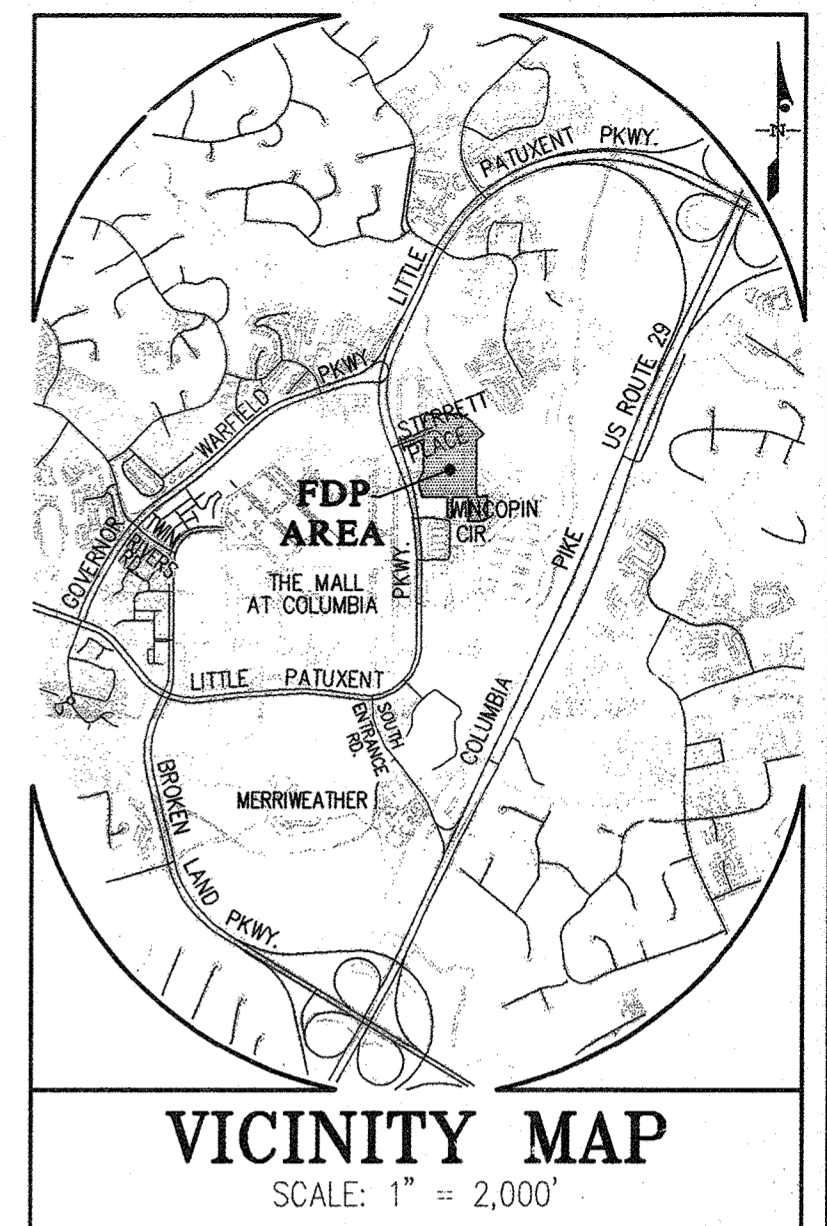 N
PATUXENT PKWY.
LITTLE
US ROUTE 29
WARFIELD PKWY.
STERRETT
PLACE
FDP
AREA
WINCOPIN
CIR
GOVERNOR
TWIN
RIVERS
RD.
PKWY.
PIKE
THE MALL
AT COLUMBIA
LITTLE PATUXENT
COLUMBIA
SOUTH
ENTRANCE
RD.
BROKEN LAND PKWY.
MERRIWEATHER
VICINITY MAP
SCALE: 1" = 2,000'